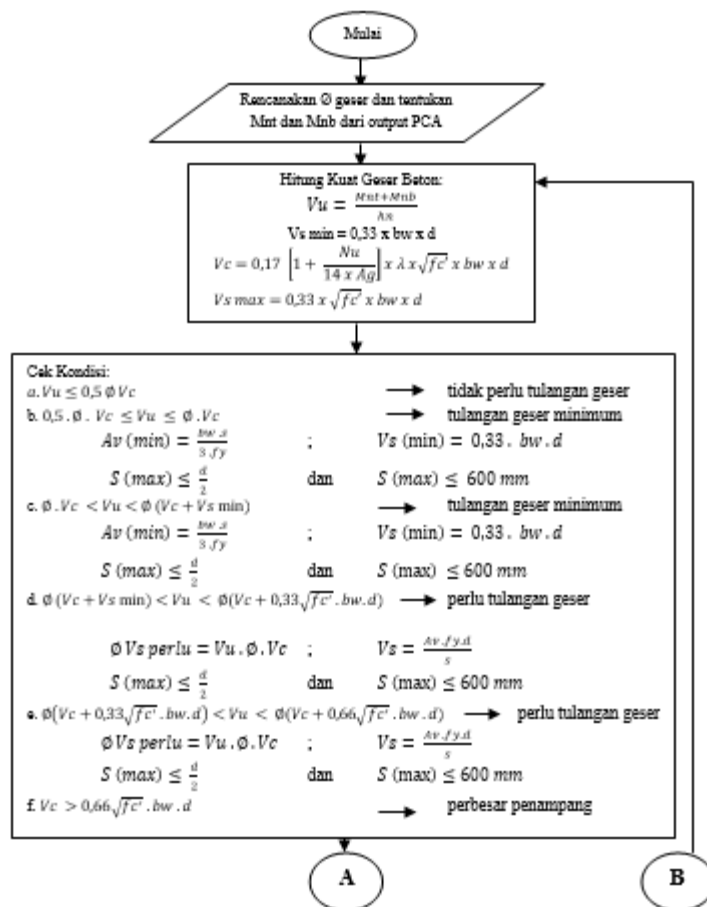 Mulai
Rencanakan Ø geser dan tentukan
Mnt dan Mnb dari output PCA
Hitung Kuat Geser Beton:
Vu = (Mnt+Mnb)/hn
Vs min = 0,33 x bw x d
Vc = 0,17 [1 + Nu/(14 x Ag)] x λ x √fc' x bw x d
Vs max = 0,33 x √fc' x bw x d
Cek Kondisi:
a. Vu ≤ 0,5 ∅ Vc → tidak perlu tulangan geser
b. 0,5 . ∅ . Vc ≤ Vu ≤ ∅ . Vc → tulangan geser minimum
Av (min) = bw .s/3 .fy ; Vs (min) = 0,33 . bw . d
S (max) ≤ d/2 dan S (max) ≤ 600 mm
c. ∅ . Vc < Vu < ∅ (Vc + Vs min) → tulangan geser minimum
Av (min) = bw .s/3 .fy ; Vs (min) = 0,33 . bw . d
S (max) ≤ d/2 dan S (max) ≤ 600 mm
d. ∅ (Vc + Vs min) < Vu < ∅(Vc + 0,33√fc' . bw. d) → perlu tulangan geser
∅ Vs perlu = Vu . ∅ . Vc ; Vs = Av .fy .d/s
S (max) ≤ d/2 dan S (max) ≤ 600 mm
e. ∅(Vc + 0,33√fc' . bw. d) < Vu < ∅(Vc + 0,66√fc' . bw. d) → perlu tulangan geser
∅ Vs perlu = Vu . ∅ . Vc ; Vs = Av .fy .d/s
S (max) ≤ d/2 dan S (max) ≤ 600 mm
f. Vc > 0,66√fc' . bw . d → perbesar penampang
A
B